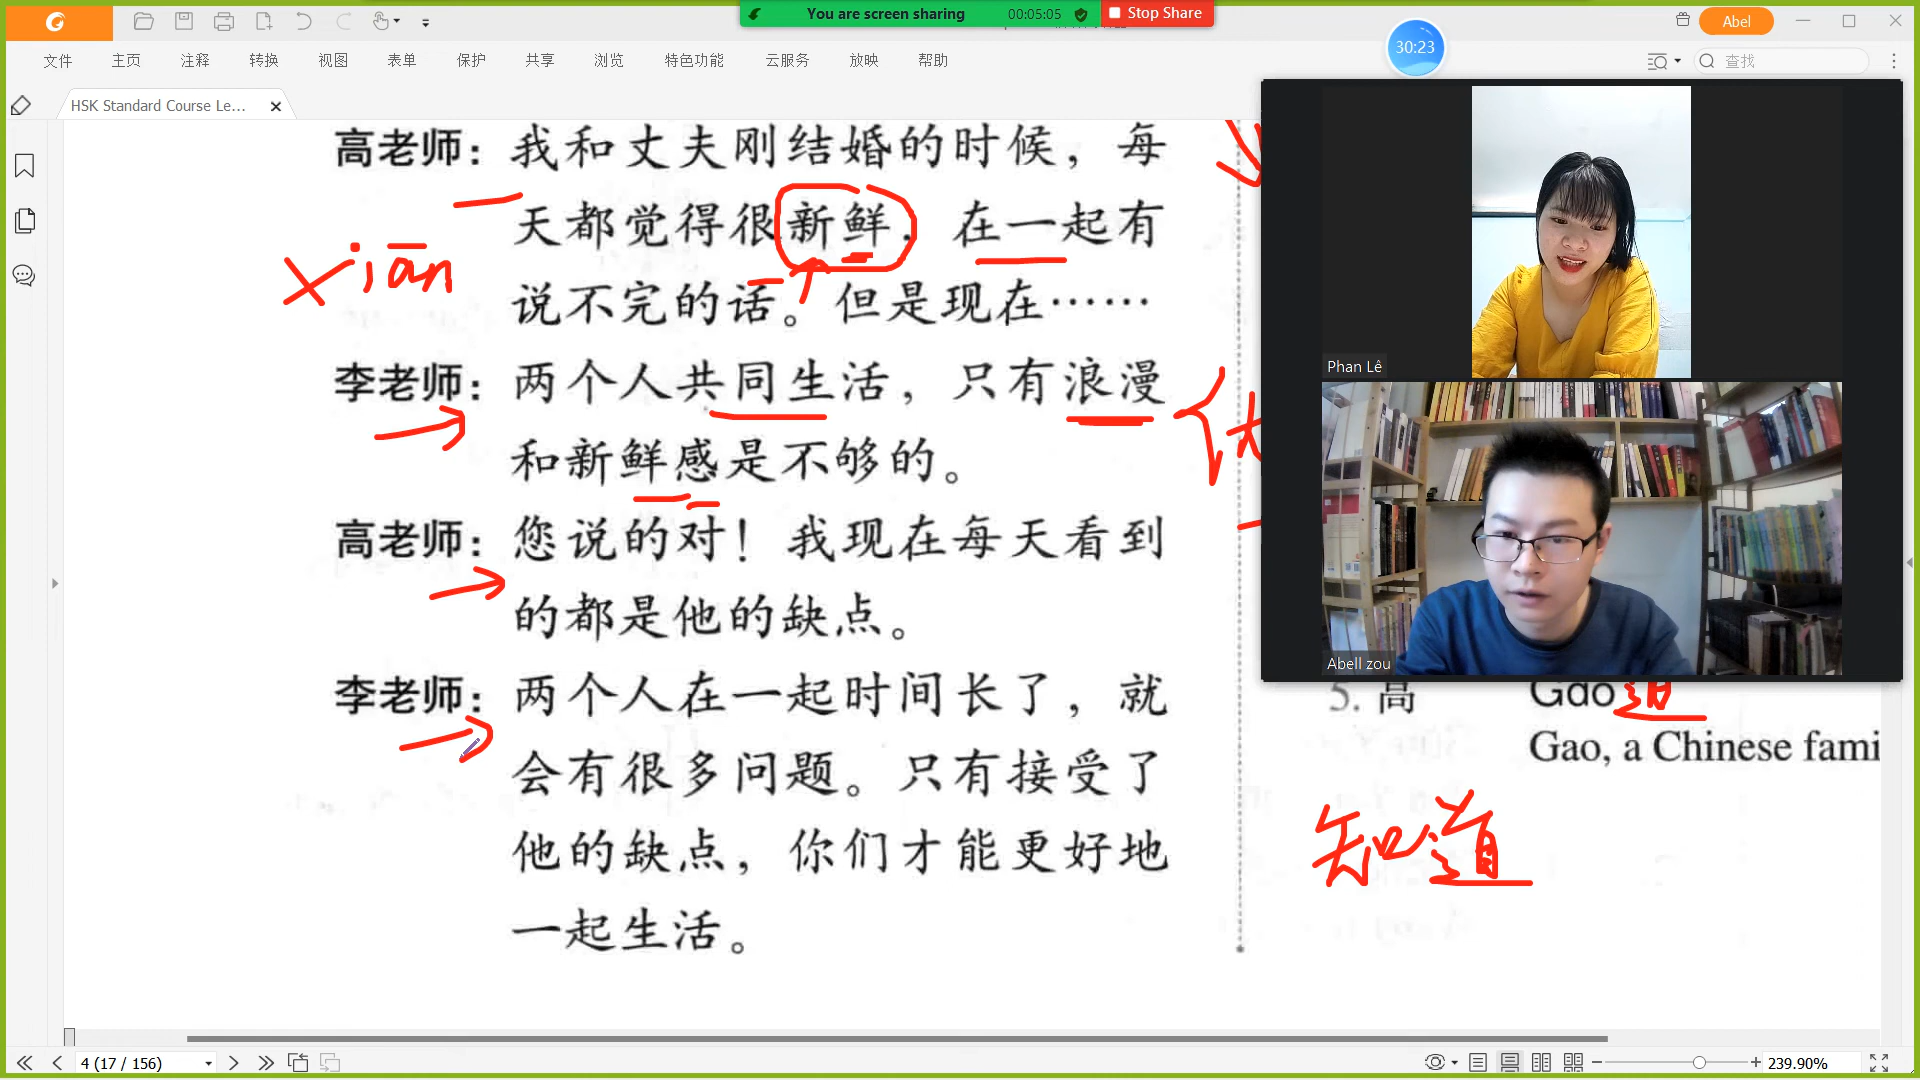 You are screen sharing 00:05:05 Stop Share
Abel
文件 主页 注释 转换 视图 表单 保护 共享 浏览 特色功能 云服务 放映 帮助
30:23
查找
HSK Standard Course Le...
高老师：我和丈夫刚结婚的时候，每
天都觉得很新鲜，在一起有
xiān
说不完的话。但是现在……
李老师：两个人共同生活，只有浪漫
和新鲜感是不够的。
高老师：您说的对！我现在每天看到
的都是他的缺点。
李老师：两个人在一起时间长了，就
会有很多问题。只有接受了
他的缺点，你们才能更好地
一起生活。
Phan Lê
Abell zou
5. 高 Gao
Gao, a Chinese fami
知道
4 (17 / 156)
239.90%